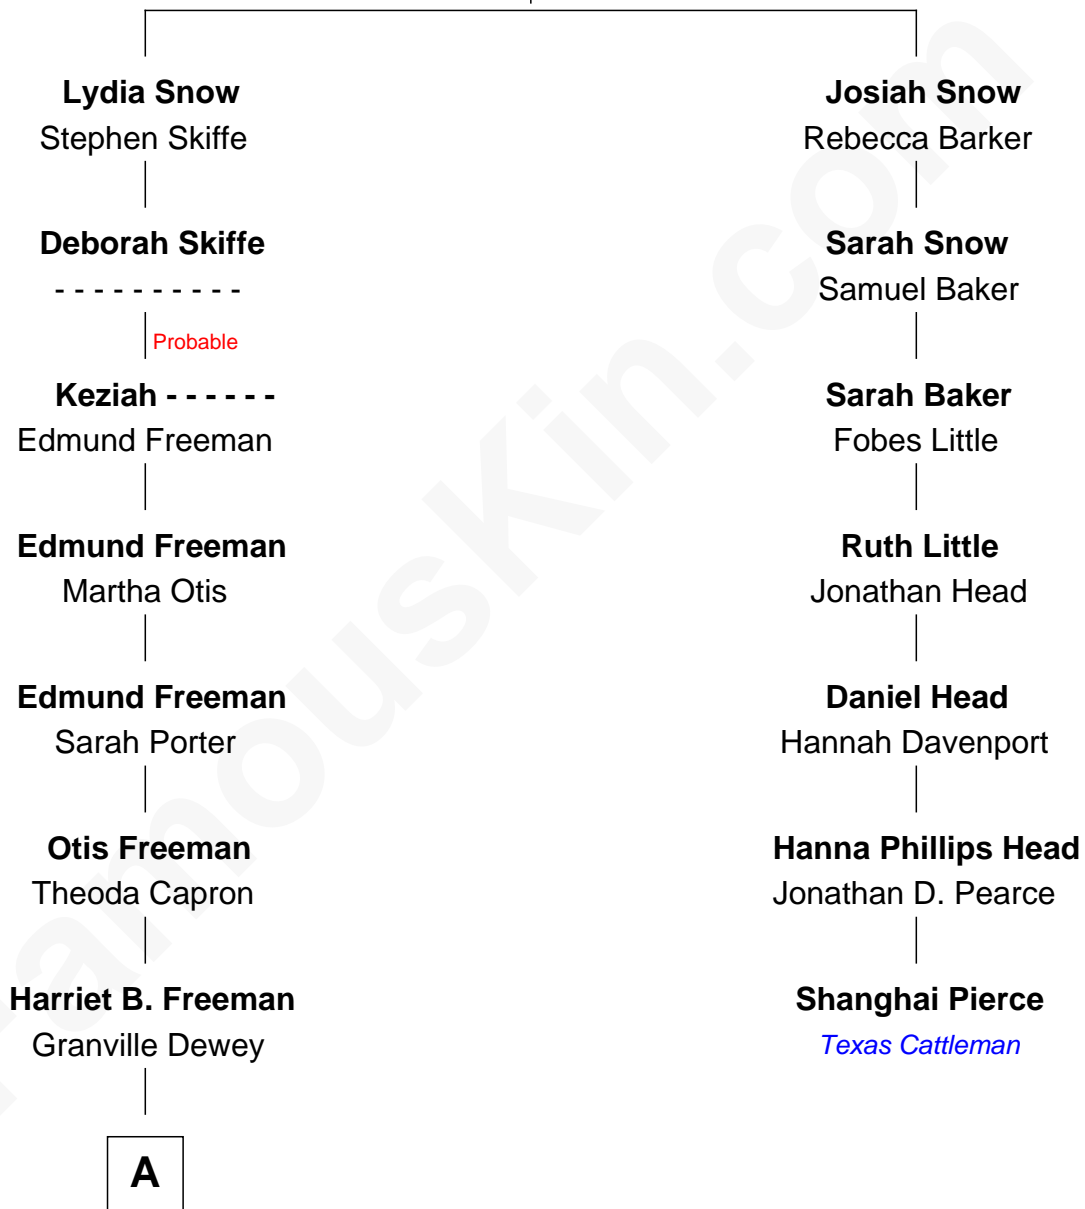 Lydia Snow
Stephen Skiffe
Deborah Skiffe
- - - - - - - - - -
Probable
Keziah - - - - - -
Edmund Freeman
Edmund Freeman
Martha Otis
Edmund Freeman
Sarah Porter
Otis Freeman
Theoda Capron
Harriet B. Freeman
Granville Dewey
A
Josiah Snow
Rebecca Barker
Sarah Snow
Samuel Baker
Sarah Baker
Fobes Little
Ruth Little
Jonathan Head
Daniel Head
Hannah Davenport
Hanna Phillips Head
Jonathan D. Pearce
Shanghai Pierce
Texas Cattleman
FamousKin.com